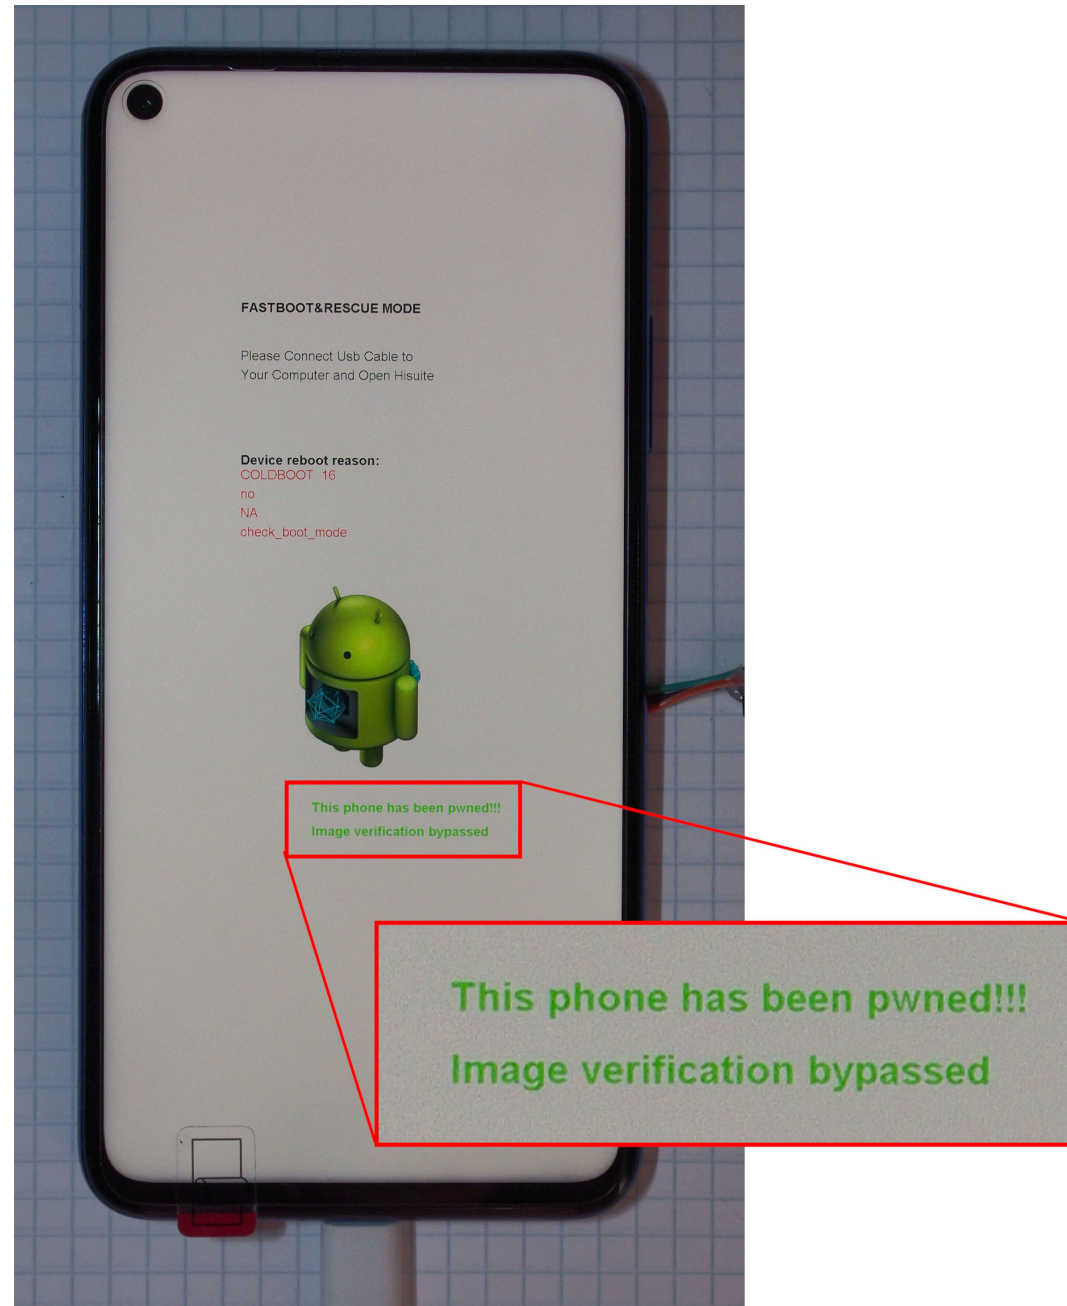 FASTBOOT&RESCUE MODE
Please Connect Usb Cable to
Your Computer and Open Hisuite
Device reboot reason:
COLDBOOT 16
no
NA
check_boot_mode
This phone has been pwned!!!
Image verification bypassed
This phone has been pwned!!!
Image verification bypassed